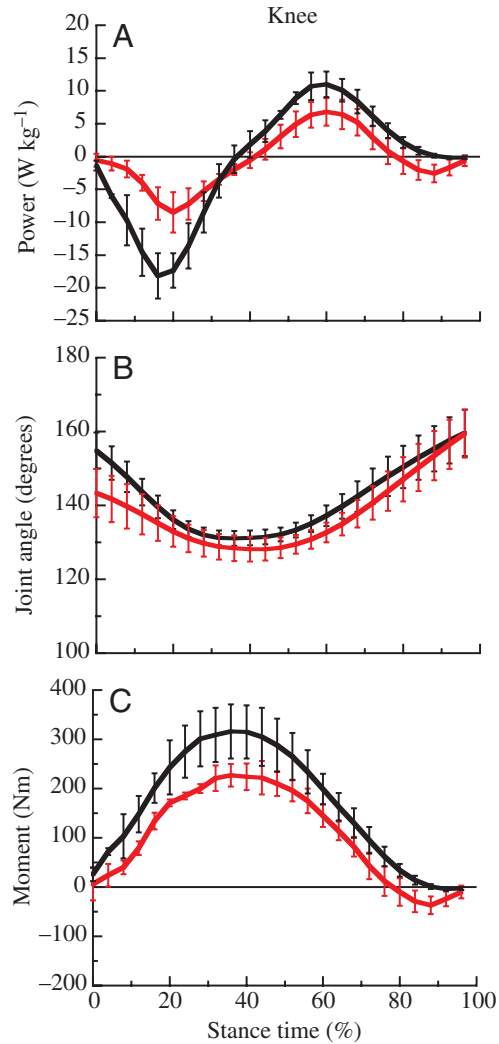 Knee
A
20
15
10
5
0
−5
−10
−15
−20
−25
Power (W kg⁻¹)
B
180
160
140
120
100
Joint angle (degrees)
C
400
300
200
100
0
−100
−200
Moment (Nm)
0 20 40 60 80 100
Stance time (%)